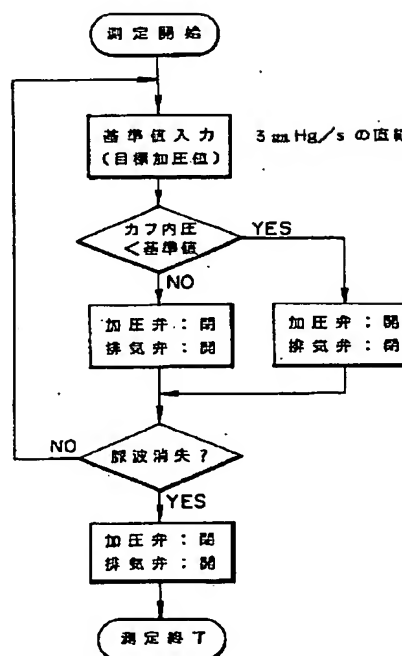 測定開始
基準値入力
(目標加圧位)
3 mmHg/s の直線
カフ内圧
<基準値
YES
NO
加圧弁：閉
排気弁：開
加圧弁：開
排気弁：閉
脈波消失？
NO
YES
加圧弁：閉
排気弁：開
測定終了